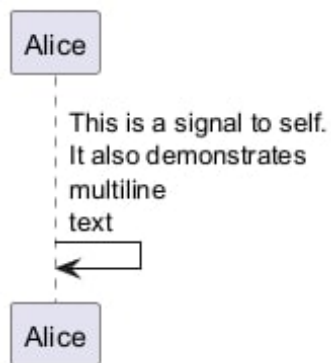 Alice
This is a signal to self.
It also demonstrates
multiline
text
Alice